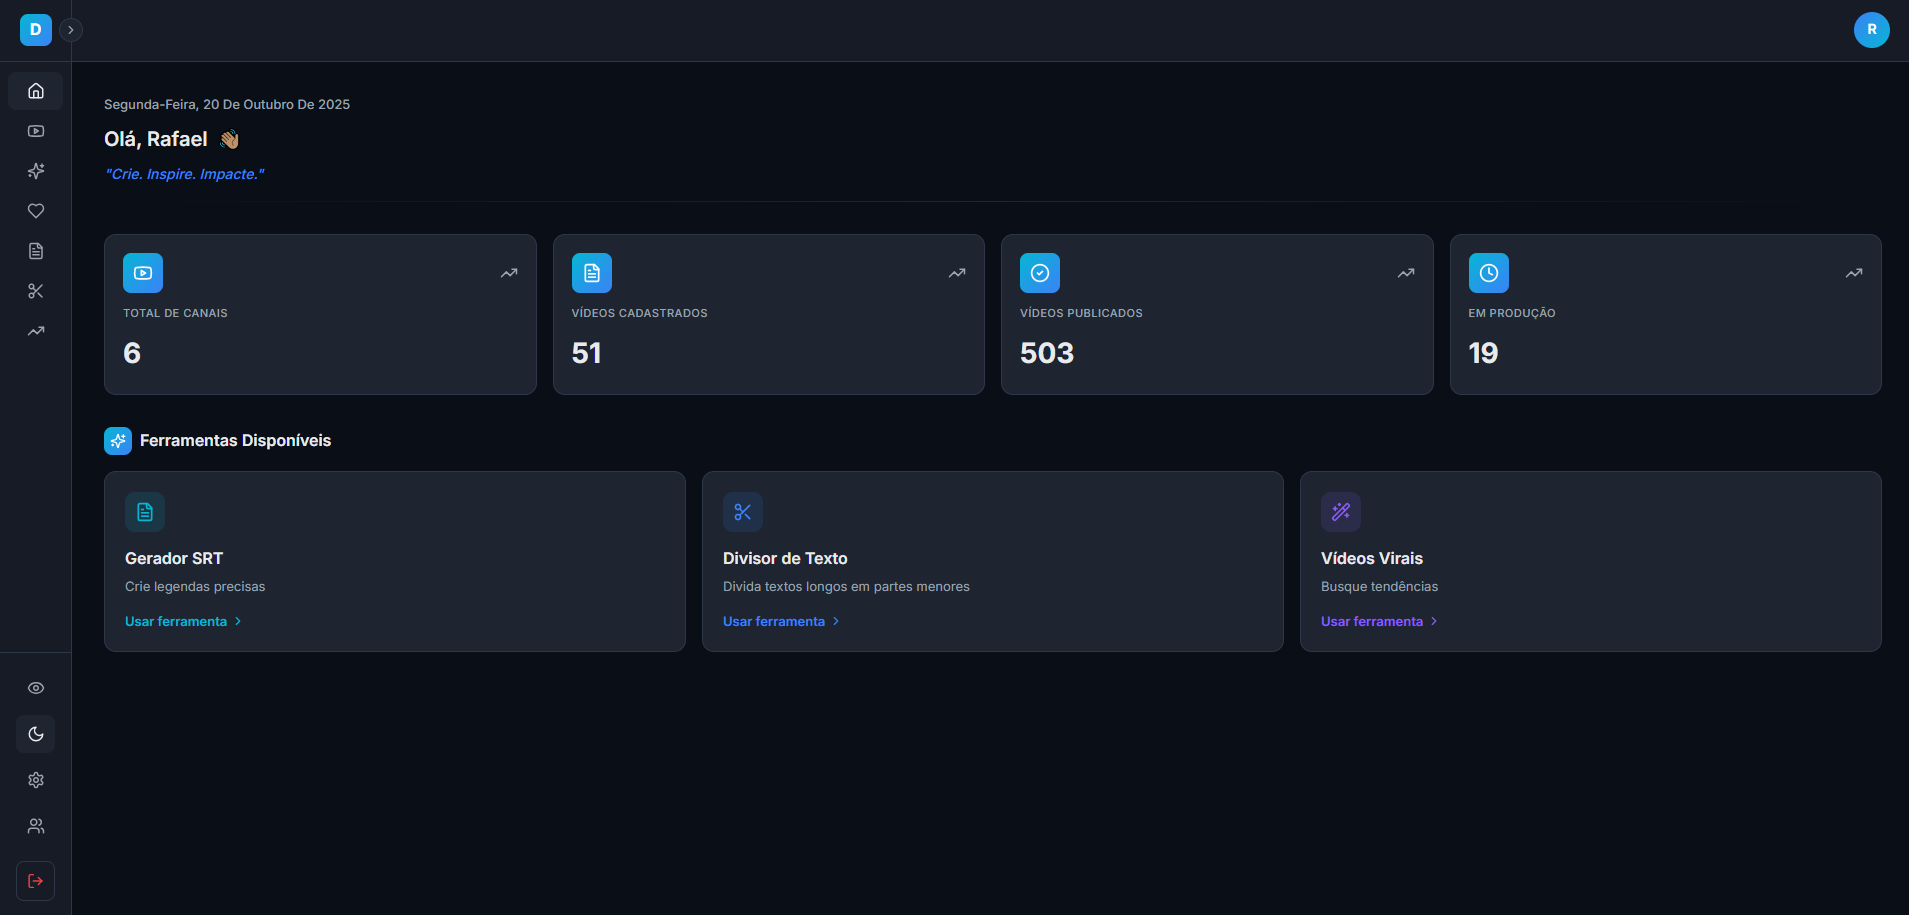 D
R
Segunda-Feira, 20 De Outubro De 2025
Olá, Rafael 👋🏽
"Crie. Inspire. Impacte."
TOTAL DE CANAIS
6
VÍDEOS CADASTRADOS
51
VÍDEOS PUBLICADOS
503
EM PRODUÇÃO
19
Ferramentas Disponíveis
Gerador SRT
Crie legendas precisas
Usar ferramenta
Divisor de Texto
Divida textos longos em partes menores
Usar ferramenta
Vídeos Virais
Busque tendências
Usar ferramenta